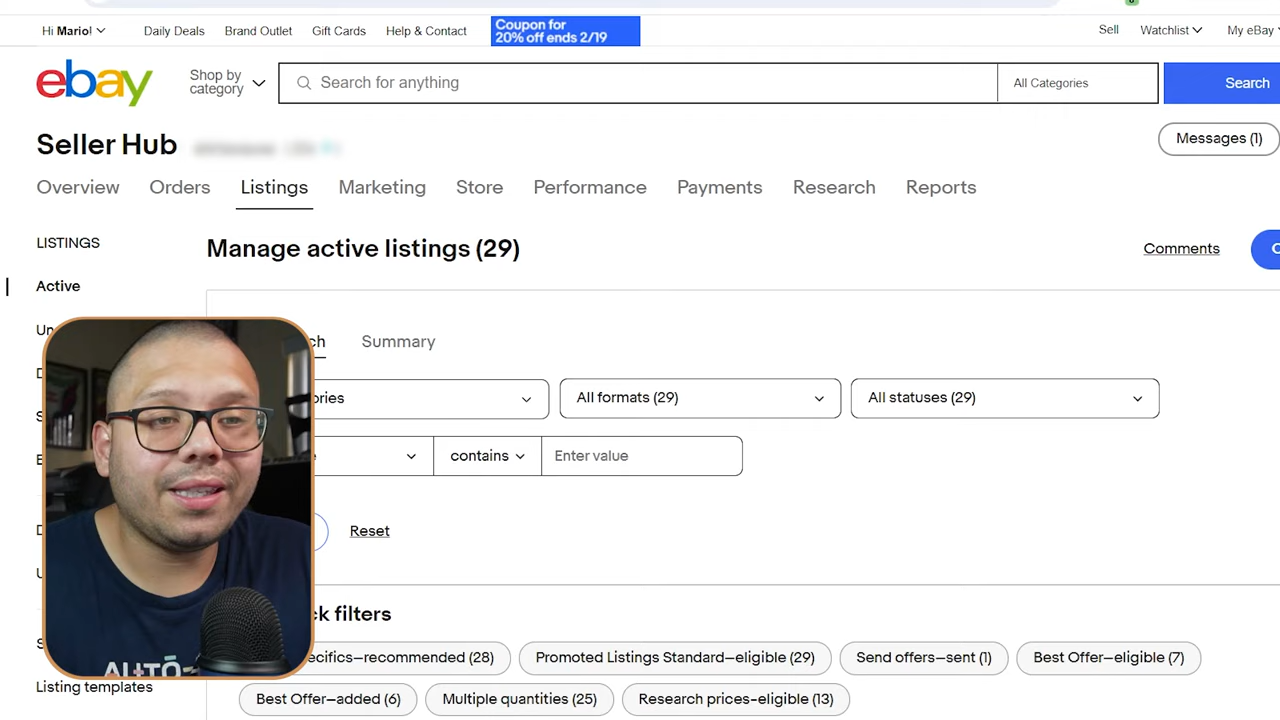 Hi Mario!
Daily Deals
Brand Outlet
Gift Cards
Help & Contact
Coupon for
20% off ends 2/19
Sell
Watchlist
My eBay
ebay
Shop by
category
Search for anything
All Categories
Search
Seller Hub
Messages (1)
Overview
Orders
Listings
Marketing
Store
Performance
Payments
Research
Reports
LISTINGS
Manage active listings (29)
Comments
Active
Summary
All formats (29)
All statuses (29)
contains
Enter value
Reset
filters
Promoted Listings Standard–eligible (29)
Send offers–sent (1)
Best Offer–eligible (7)
Best Offer–added (6)
Multiple quantities (25)
Research prices–eligible (13)
Listing templates